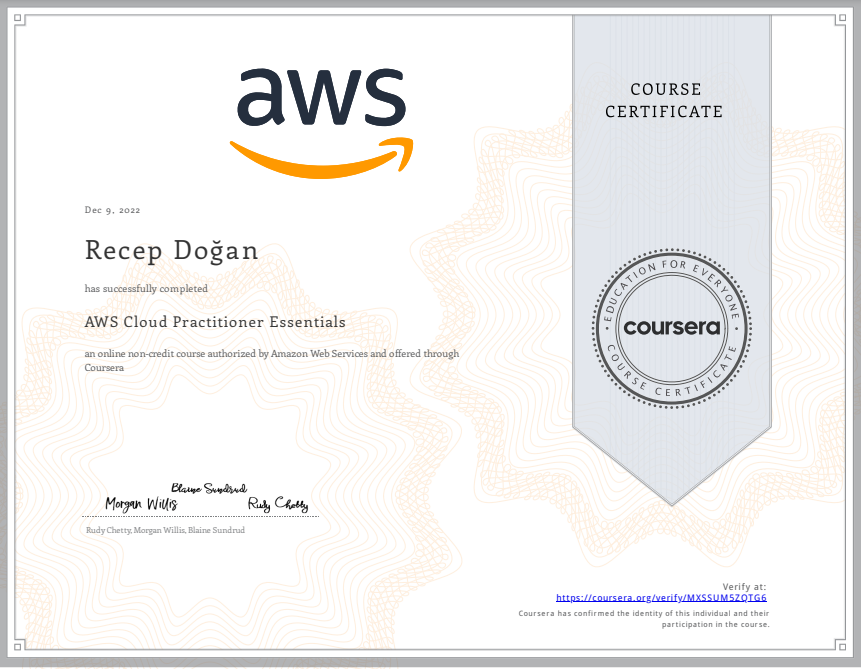 aws
COURSE
CERTIFICATE
Dec 9, 2022
Recep Doğan
has successfully completed
AWS Cloud Practitioner Essentials
an online non-credit course authorized by Amazon Web Services and offered through
Coursera
EDUCATION FOR EVERYONE
coursera
COURSE CERTIFICATE
Blaine Sundrud
Morgan Willis
Rudy Chetty
Rudy Chetty, Morgan Willis, Blaine Sundrud
Verify at:
https://coursera.org/verify/MXSSUM5ZQTG6
Coursera has confirmed the identity of this individual and their
participation in the course.